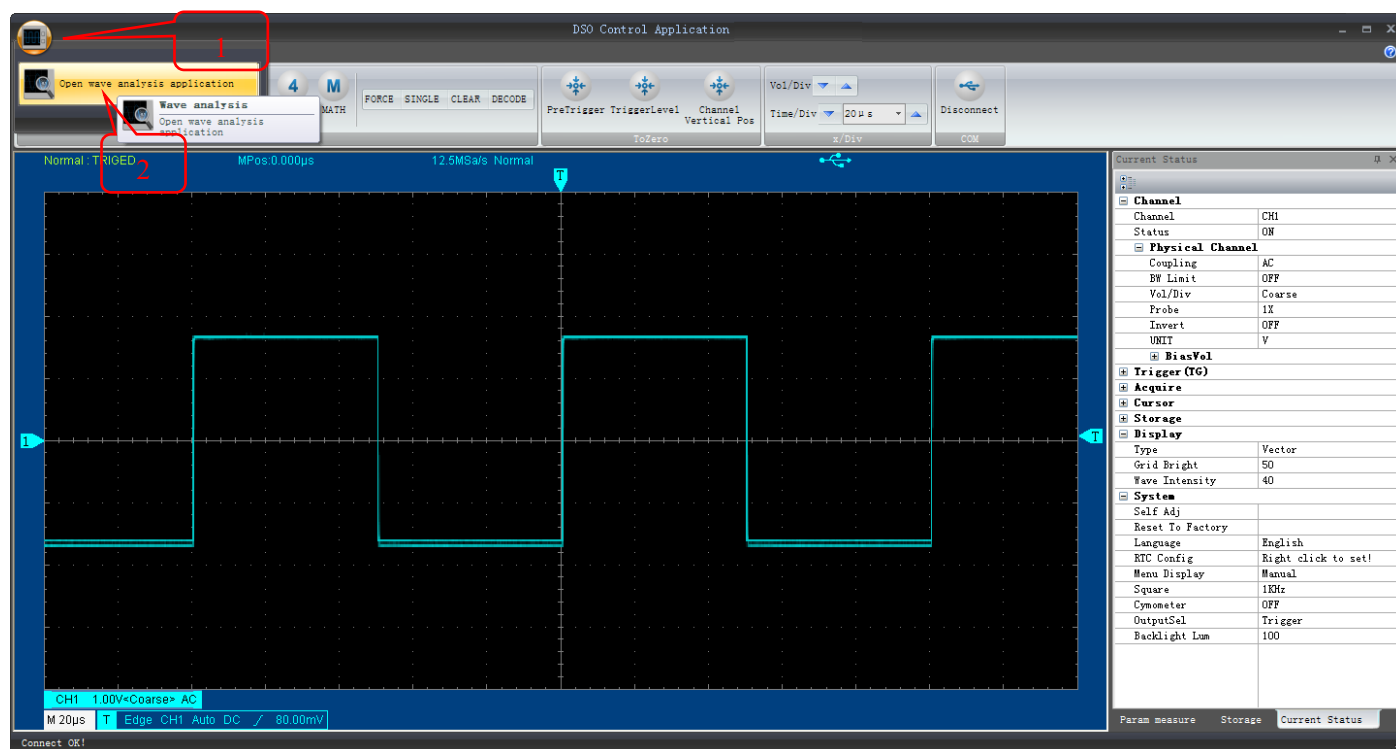 DSO Control Application
1
Open wave analysis application
Wave analysis
Open wave analysis
application
4
M
MATH
FORCE SINGLE CLEAR DECODE
PreTrigger TriggerLevel Channel
Vertical Pos
ToZero
Vol/Div
Time/Div 20μs
x/Div
Disconnect
COM
2
Normal : TRIGED MPos:0.000μs 12.5MSa/s Normal
T
1
T
CH1 1.00V<Coarse> AC
M 20μs T Edge CH1 Auto DC 80.00mV
Connect OK!
Current Status
Channel
Channel CH1
Status ON
Physical Channel
Coupling AC
BW Limit OFF
Vol/Div Coarse
Probe 1X
Invert OFF
UNIT V
BiasVol
Trigger(TG)
Acquire
Cursor
Storage
Display
Type Vector
Grid Bright 50
Wave Intensity 40
System
Self Adj
Reset To Factory
Language English
RTC Config Right click to set!
Menu Display Manual
Square 1KHz
Cymometer OFF
OutputSel Trigger
Backlight Lum 100
Param measure Storage Current Status